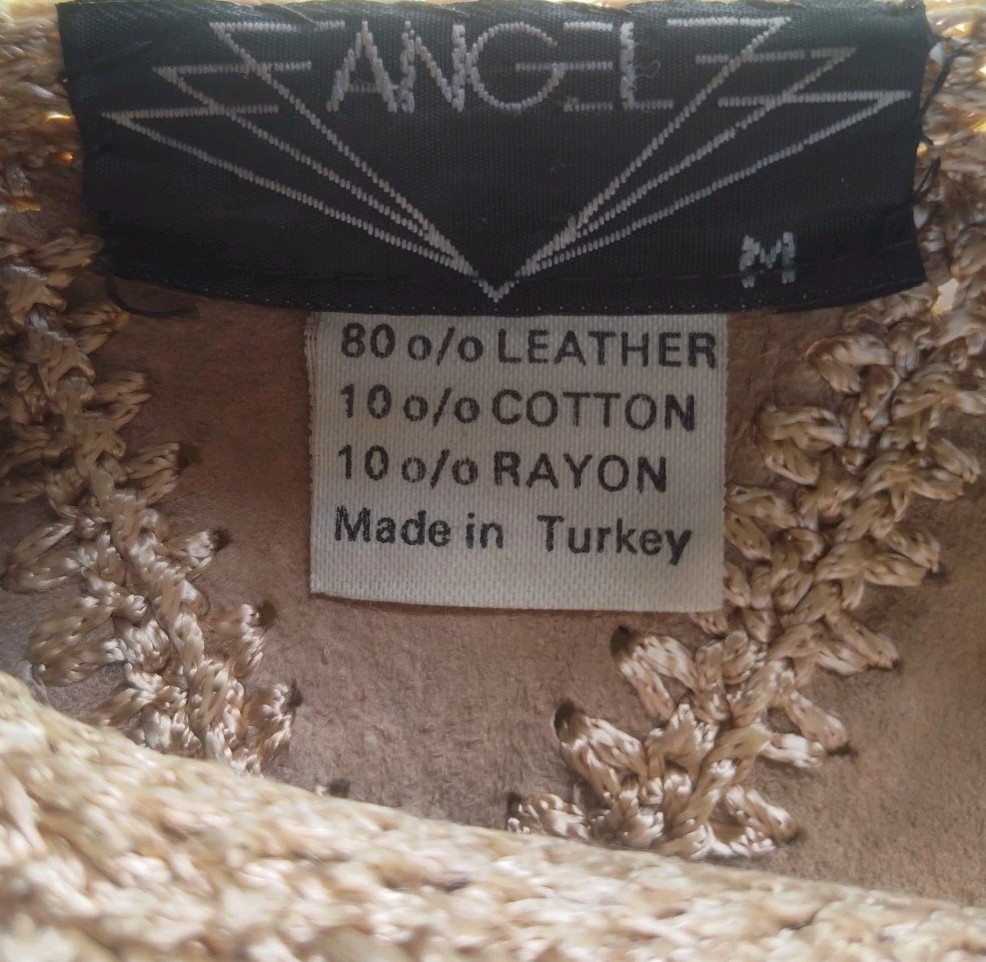 ANGEL
M
80 o/o LEATHER
10 o/o COTTON
10 o/o RAYON
Made in Turkey